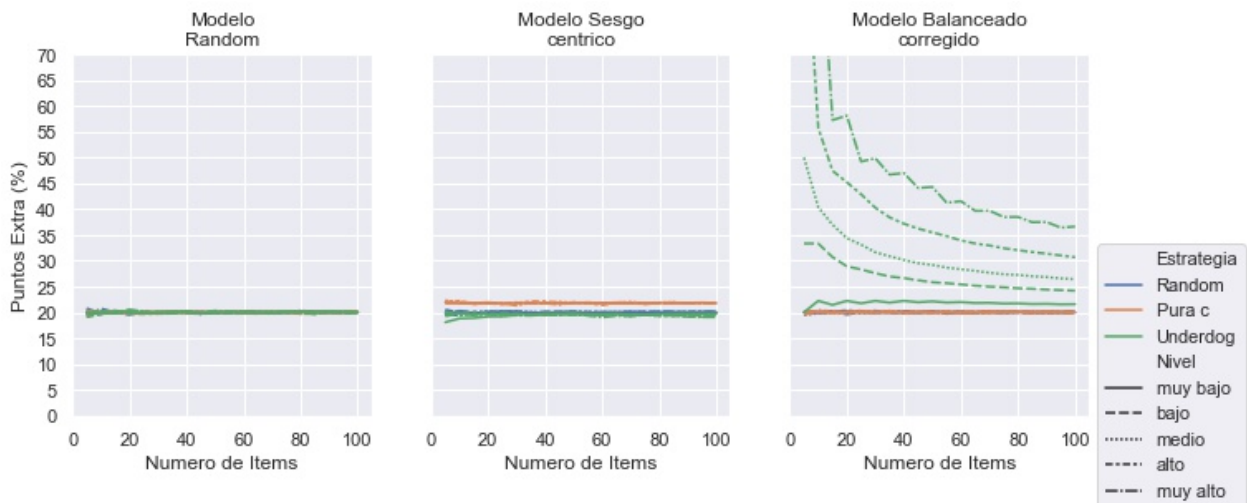 Modelo
Random
Modelo Sesgo
centrico
Modelo Balanceado
corregido
Puntos Extra (%)
70
65
60
55
50
45
40
35
30
25
20
15
10
5
0
0 20 40 60 80 100
0 20 40 60 80 100
0 20 40 60 80 100
Numero de Items
Numero de Items
Numero de Items
Estrategia
Random
Pura c
Underdog
Nivel
muy bajo
bajo
medio
alto
muy alto